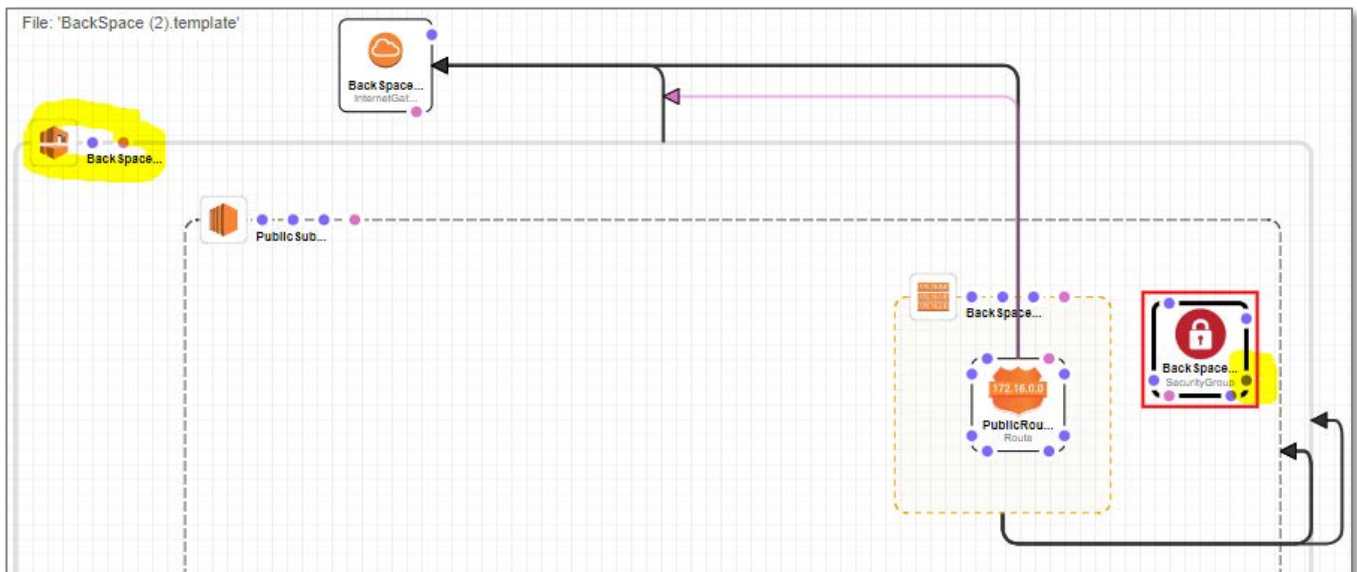 File: 'BackSpace (2).template'
BackSpace...
InternetGat...
BackSpace...
PublicSub...
BackSpace...
172.16.0.0
PublicRou...
Route
BackSpace...
SecurityGroup